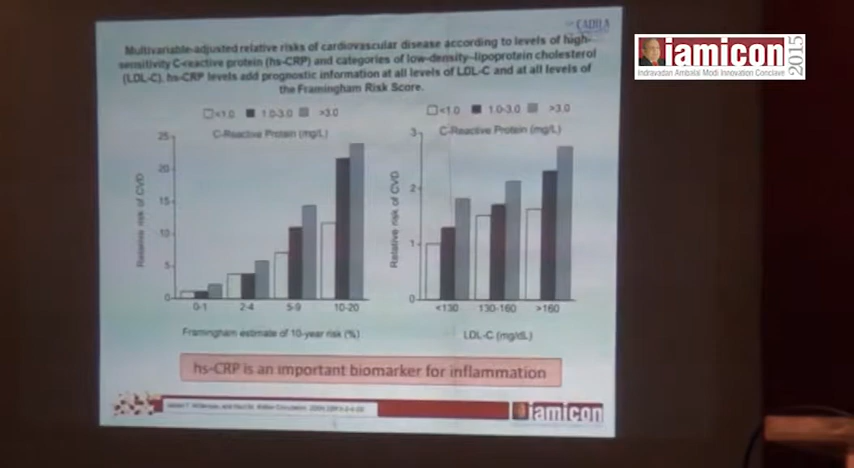 CADILA
Multivariable-adjusted relative risks of cardiovascular disease according to levels of high-
sensitivity C-reactive protein (hs-CRP) and categories of low-density-lipoprotein cholesterol
(LDL-C). hs-CRP levels add prognostic information at all levels of LDL-C and at all levels of
the Framingham Risk Score.
<1.0 1.0-3.0 >3.0
C-Reactive Protein (mg/L)
25
20
15
10
5
0
Relative risk of CVD
0-1 2-4 5-9 10-20
Framingham estimate of 10-year risk (%)
<1.0 1.0-3.0 >3.0
C-Reactive Protein (mg/L)
3
2
1
0
Relative risk of CVD
<130 130-160 >160
LDL-C (mg/dL)
hs-CRP is an important biomarker for inflammation
iamicon
iamicon 2015
Indravadan Ambalal Modi Innovation Conclave